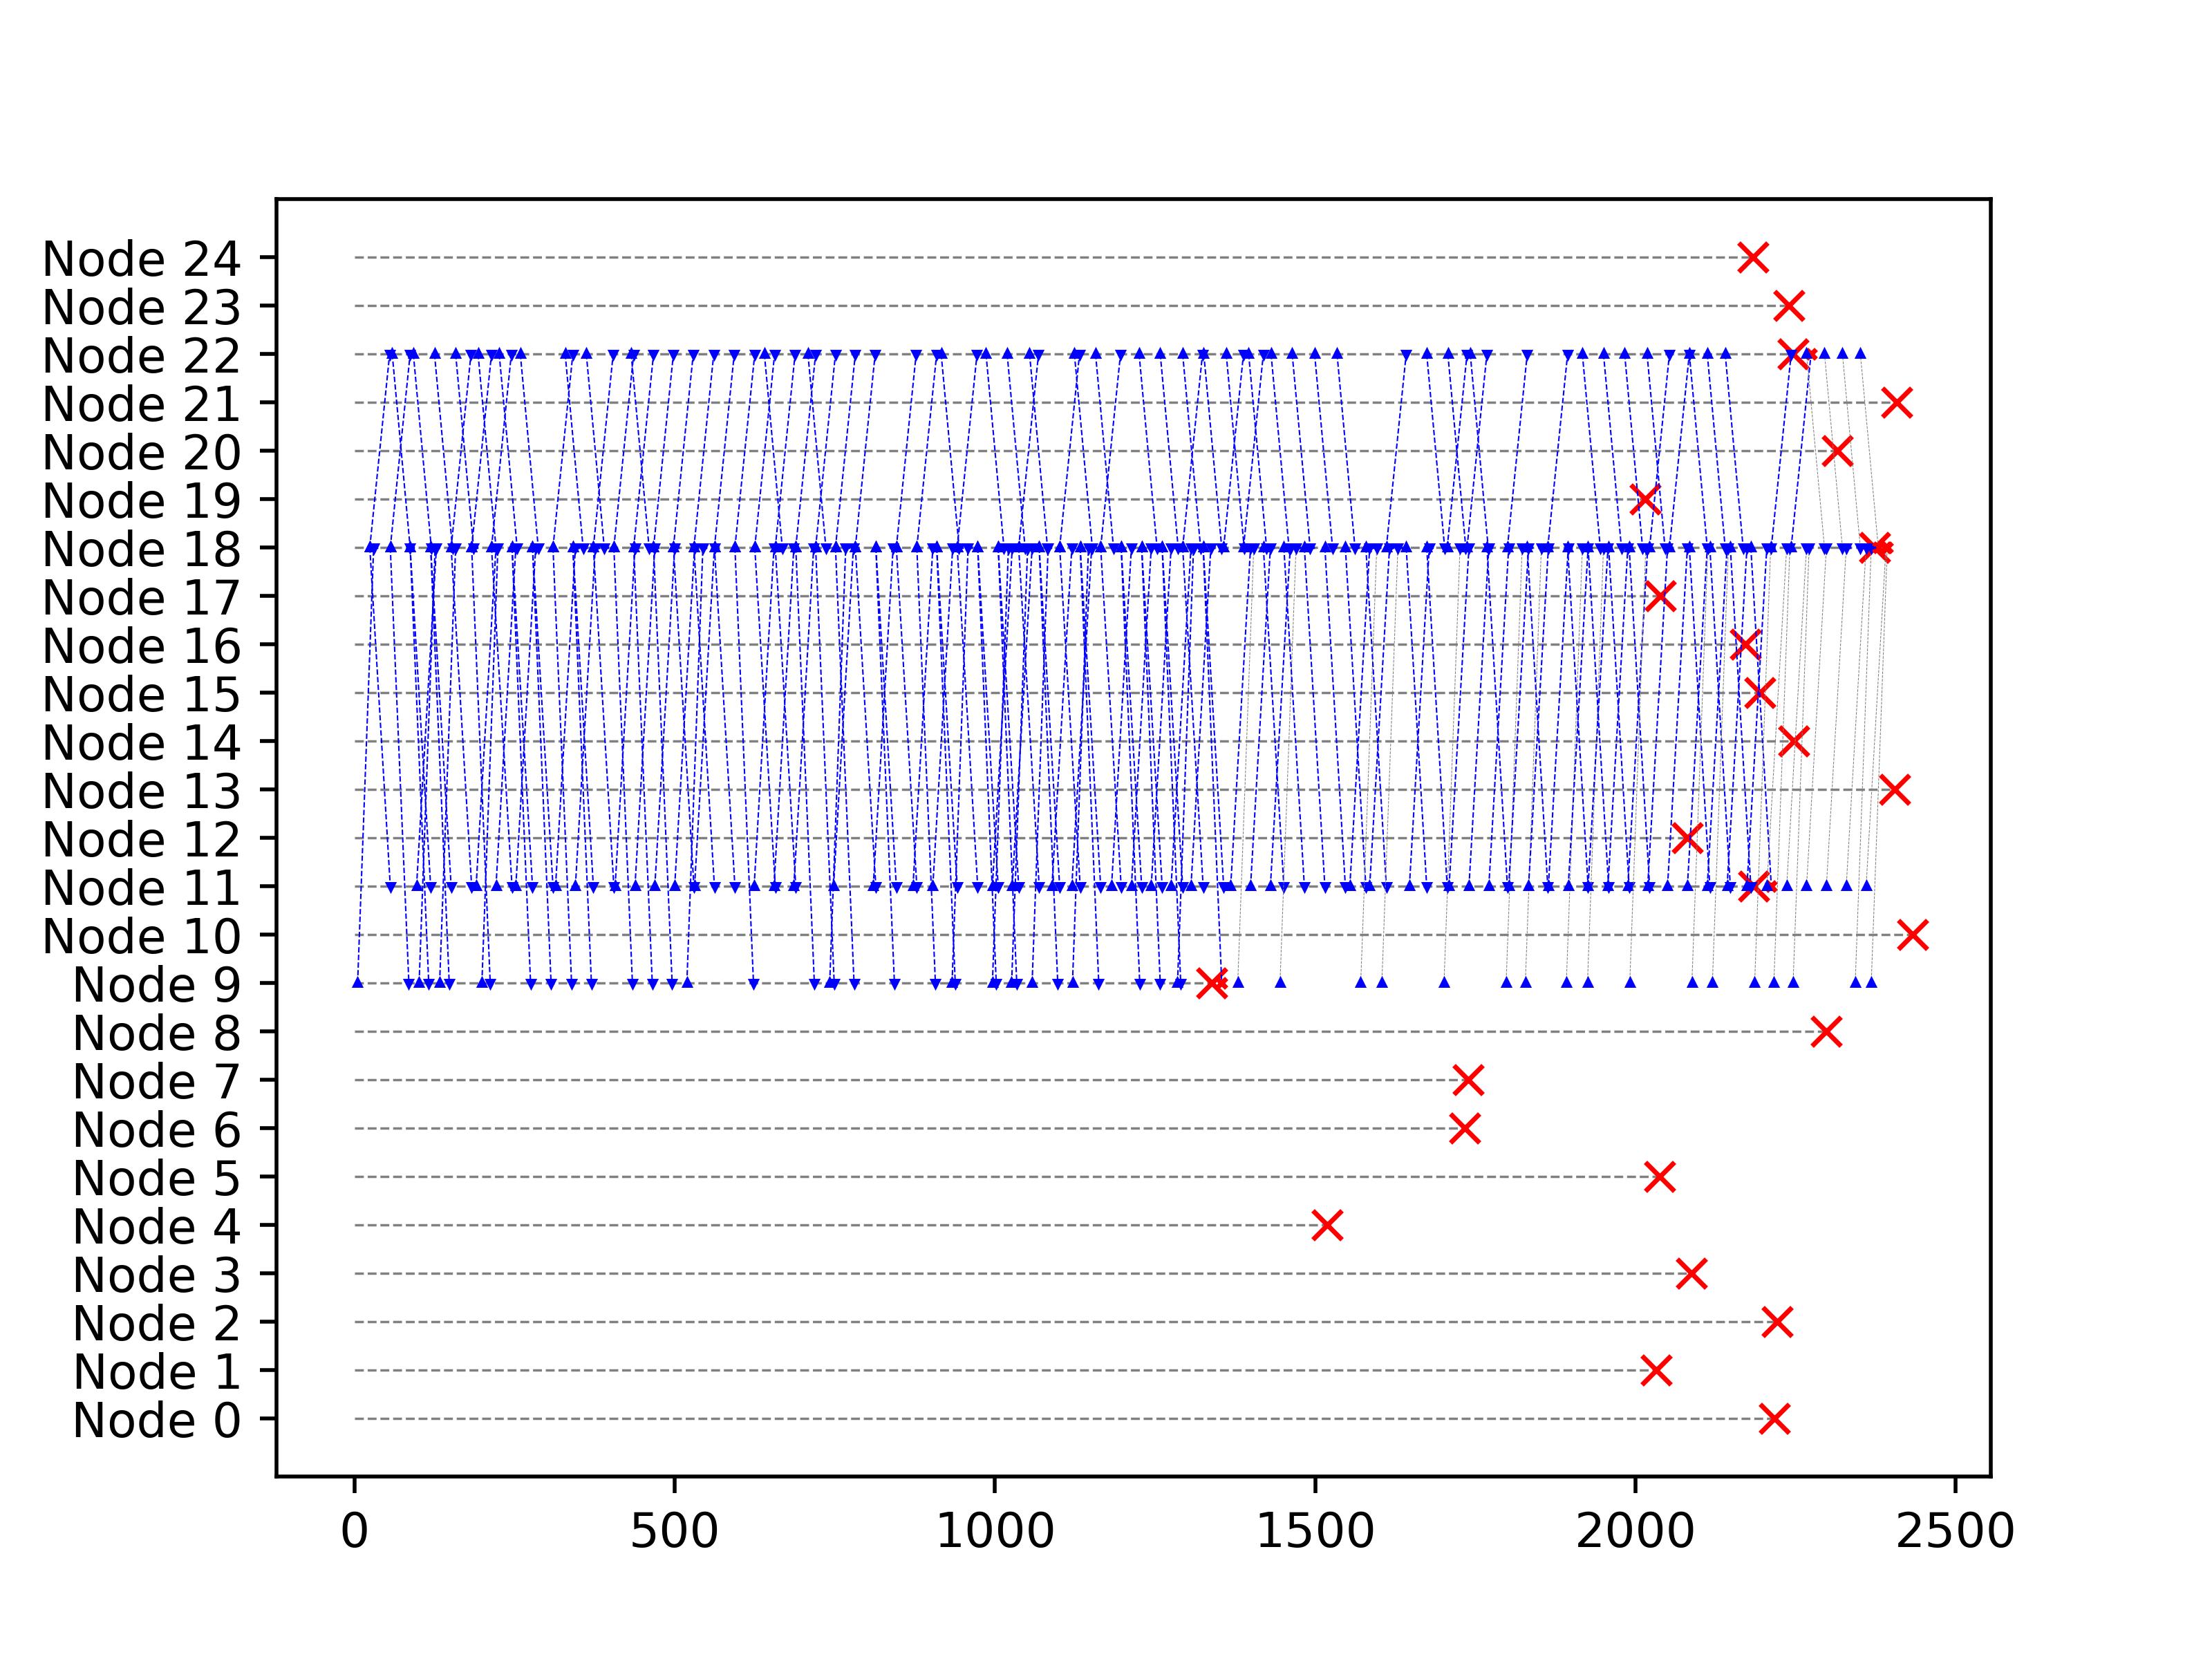 Node 24
Node 23
Node 22
Node 21
Node 20
Node 19
Node 18
Node 17
Node 16
Node 15
Node 14
Node 13
Node 12
Node 11
Node 10
Node 9
Node 8
Node 7
Node 6
Node 5
Node 4
Node 3
Node 2
Node 1
Node 0
0 500 1000 1500 2000 2500